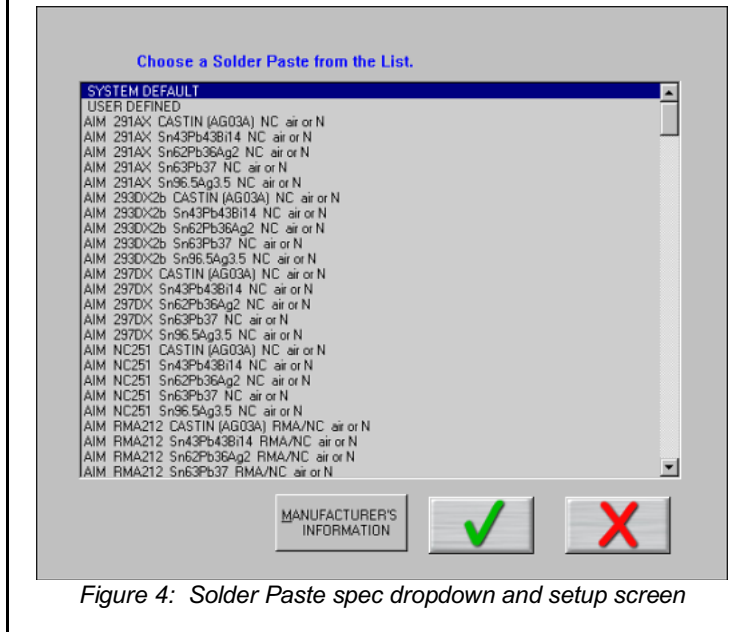 Choose a Solder Paste from the List.
SYSTEM DEFAULT
USER DEFINED
AIM 291AX CASTIN (AG03A) NC air or N
AIM 291AX Sn43Pb43Bi14 NC air or N
AIM 291AX Sn62Pb36Ag2 NC air or N
AIM 291AX Sn63Pb37 NC air or N
AIM 291AX Sn96.5Ag3.5 NC air or N
AIM 293DX2b CASTIN (AG03A) NC air or N
AIM 293DX2b Sn43Pb43Bi14 NC air or N
AIM 293DX2b Sn62Pb36Ag2 NC air or N
AIM 293DX2b Sn63Pb37 NC air or N
AIM 293DX2b Sn96.5Ag3.5 NC air or N
AIM 297DX CASTIN (AG03A) NC air or N
AIM 297DX Sn43Pb43Bi14 NC air or N
AIM 297DX Sn62Pb36Ag2 NC air or N
AIM 297DX Sn63Pb37 NC air or N
AIM 297DX Sn96.5Ag3.5 NC air or N
AIM NC251 CASTIN (AG03A) NC air or N
AIM NC251 Sn43Pb43Bi14 NC air or N
AIM NC251 Sn62Pb36Ag2 NC air or N
AIM NC251 Sn63Pb37 NC air or N
AIM NC251 Sn96.5Ag3.5 NC air or N
AIM RMA212 CASTIN (AG03A) RMA/NC air or N
AIM RMA212 Sn43Pb43Bi14 RMA/NC air or N
AIM RMA212 Sn62Pb36Ag2 RMA/NC air or N
AIM RMA212 Sn63Pb37 RMA/NC air or N
MANUFACTURER'S
INFORMATION
Figure 4: Solder Paste spec dropdown and setup screen